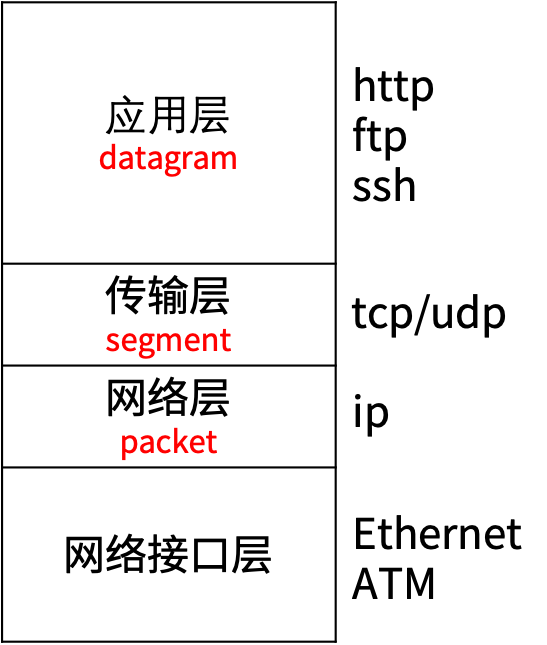 应用层
datagram
http
ftp
ssh
传输层
segment
tcp/udp
网络层
packet
ip
网络接口层
Ethernet
ATM